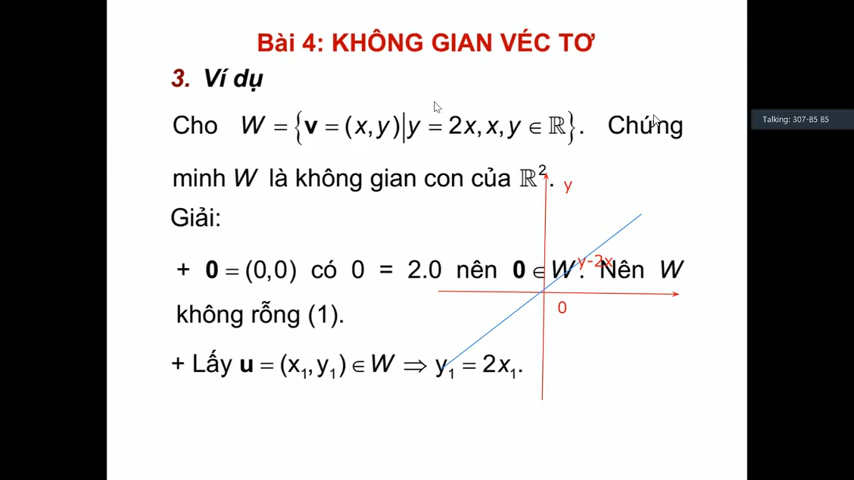 Bài 4: KHÔNG GIAN VÉC TƠ
3. Ví dụ
Cho W = {v = (x, y)|y = 2x, x, y ∈ ℝ}. Chứng
Talking: 307-B5 B5
minh W là không gian con của ℝ².
y
Giải:
+ 0 = (0,0) có 0 = 2.0 nên 0 ∈ W. Nên W
y-2x
0
không rỗng (1).
+ Lấy u = (x₁, y₁) ∈ W ⇒ y₁ = 2x₁.